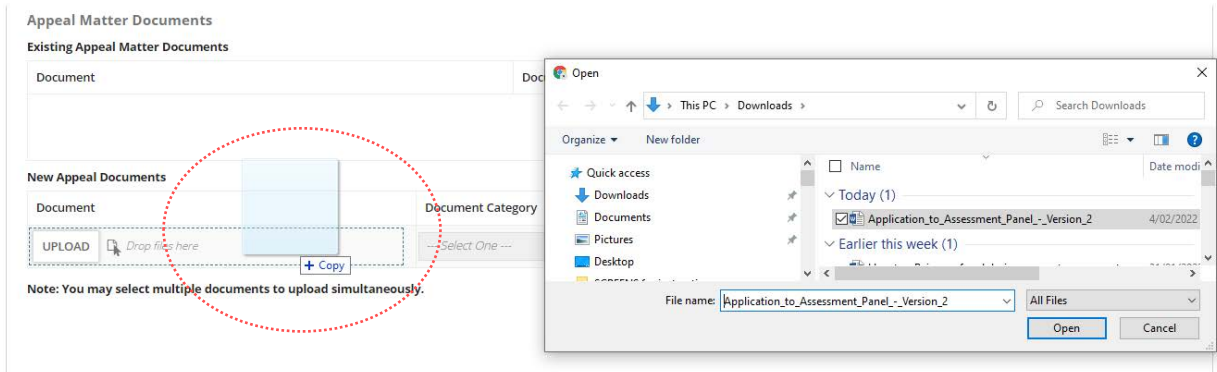 Appeal Matter Documents
Existing Appeal Matter Documents
Document
New Appeal Documents
Document
Document Category
UPLOAD
Drop files here
--- Select One ---
+ Copy
Note: You may select multiple documents to upload simultaneously.
Open
This PC > Downloads >
Search Downloads
Organize
New folder
Quick access
Downloads
Documents
Pictures
Desktop
Name
Date modi
Today (1)
Application_to_Assessment_Panel_-_Version_2
4/02/2022
Earlier this week (1)
File name:
Application_to_Assessment_Panel_-_Version_2
All Files
Open
Cancel